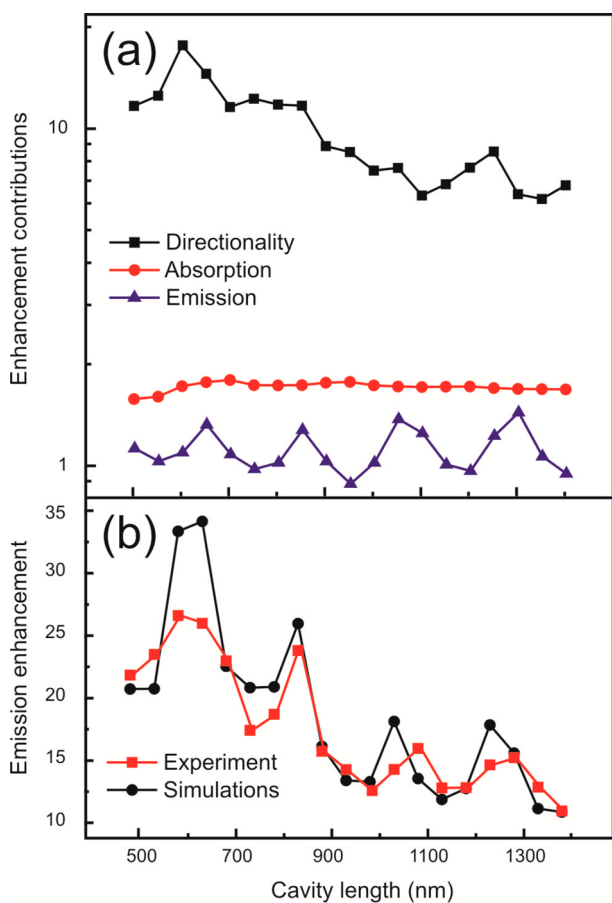 (a)
10
1
Enhancement contributions
Directionality
Absorption
Emission
(b)
35
25
20
15
10
Emission enhancement
Experiment
Simulations
500 700 900 1100 1300
Cavity length (nm)